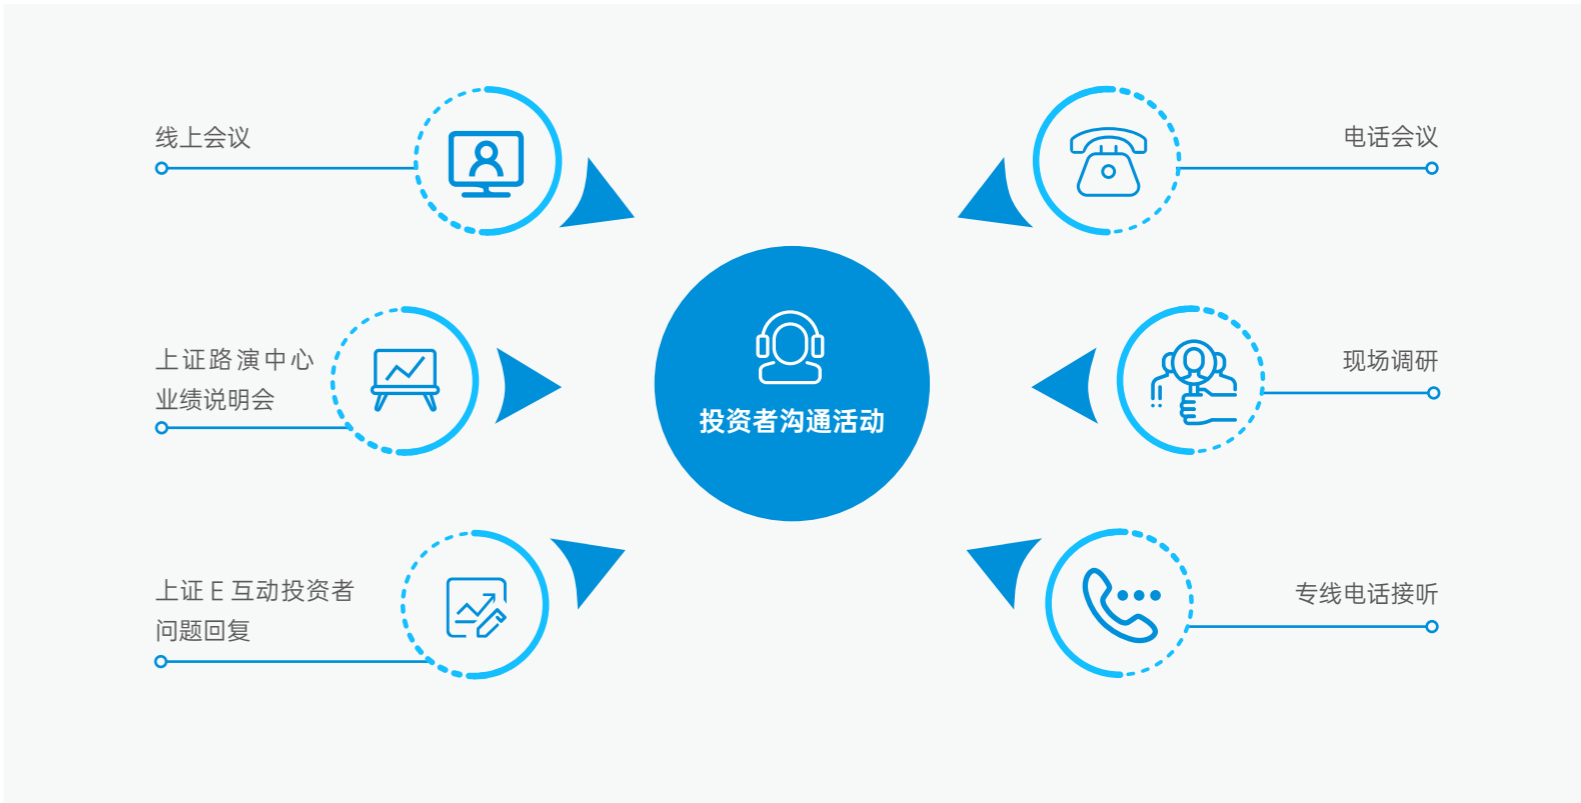 线上会议
上证路演中心
业绩说明会
上证 E 互动投资者
问题回复
投资者沟通活动
电话会议
现场调研
专线电话接听